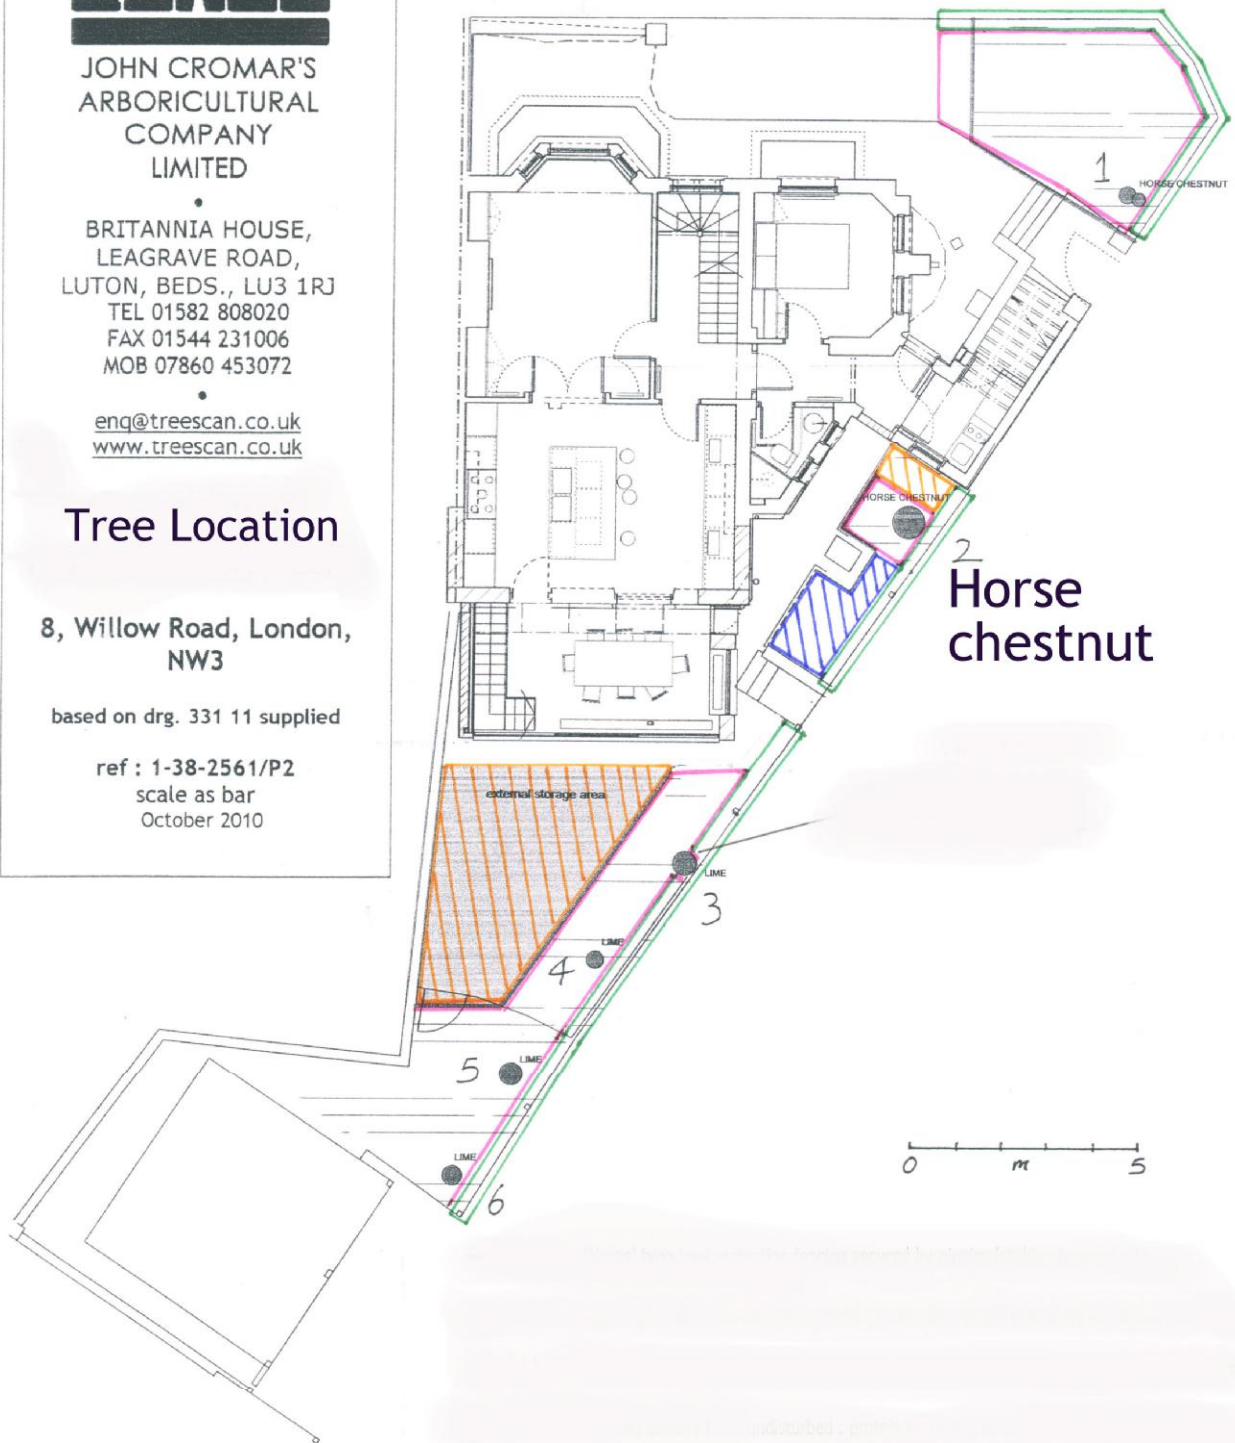 JOHN CROMAR'S
ARBORICULTURAL
COMPANY
LIMITED
•
BRITANNIA HOUSE,
LEAGRAVE ROAD,
LUTON, BEDS., LU3 1RJ
TEL 01582 808020
FAX 01544 231006
MOB 07860 453072
•
enq@treescan.co.uk
www.treescan.co.uk
Tree Location
8, Willow Road, London,
NW3
based on drg. 331 11 supplied
ref : 1-38-2561/P2
scale as bar
October 2010
1
HORSE CHESTNUT
HORSE CHESTNUT
2
Horse
chestnut
external storage area
LIME
3
LIME
4
LIME
5
LIME
6
0 m 5